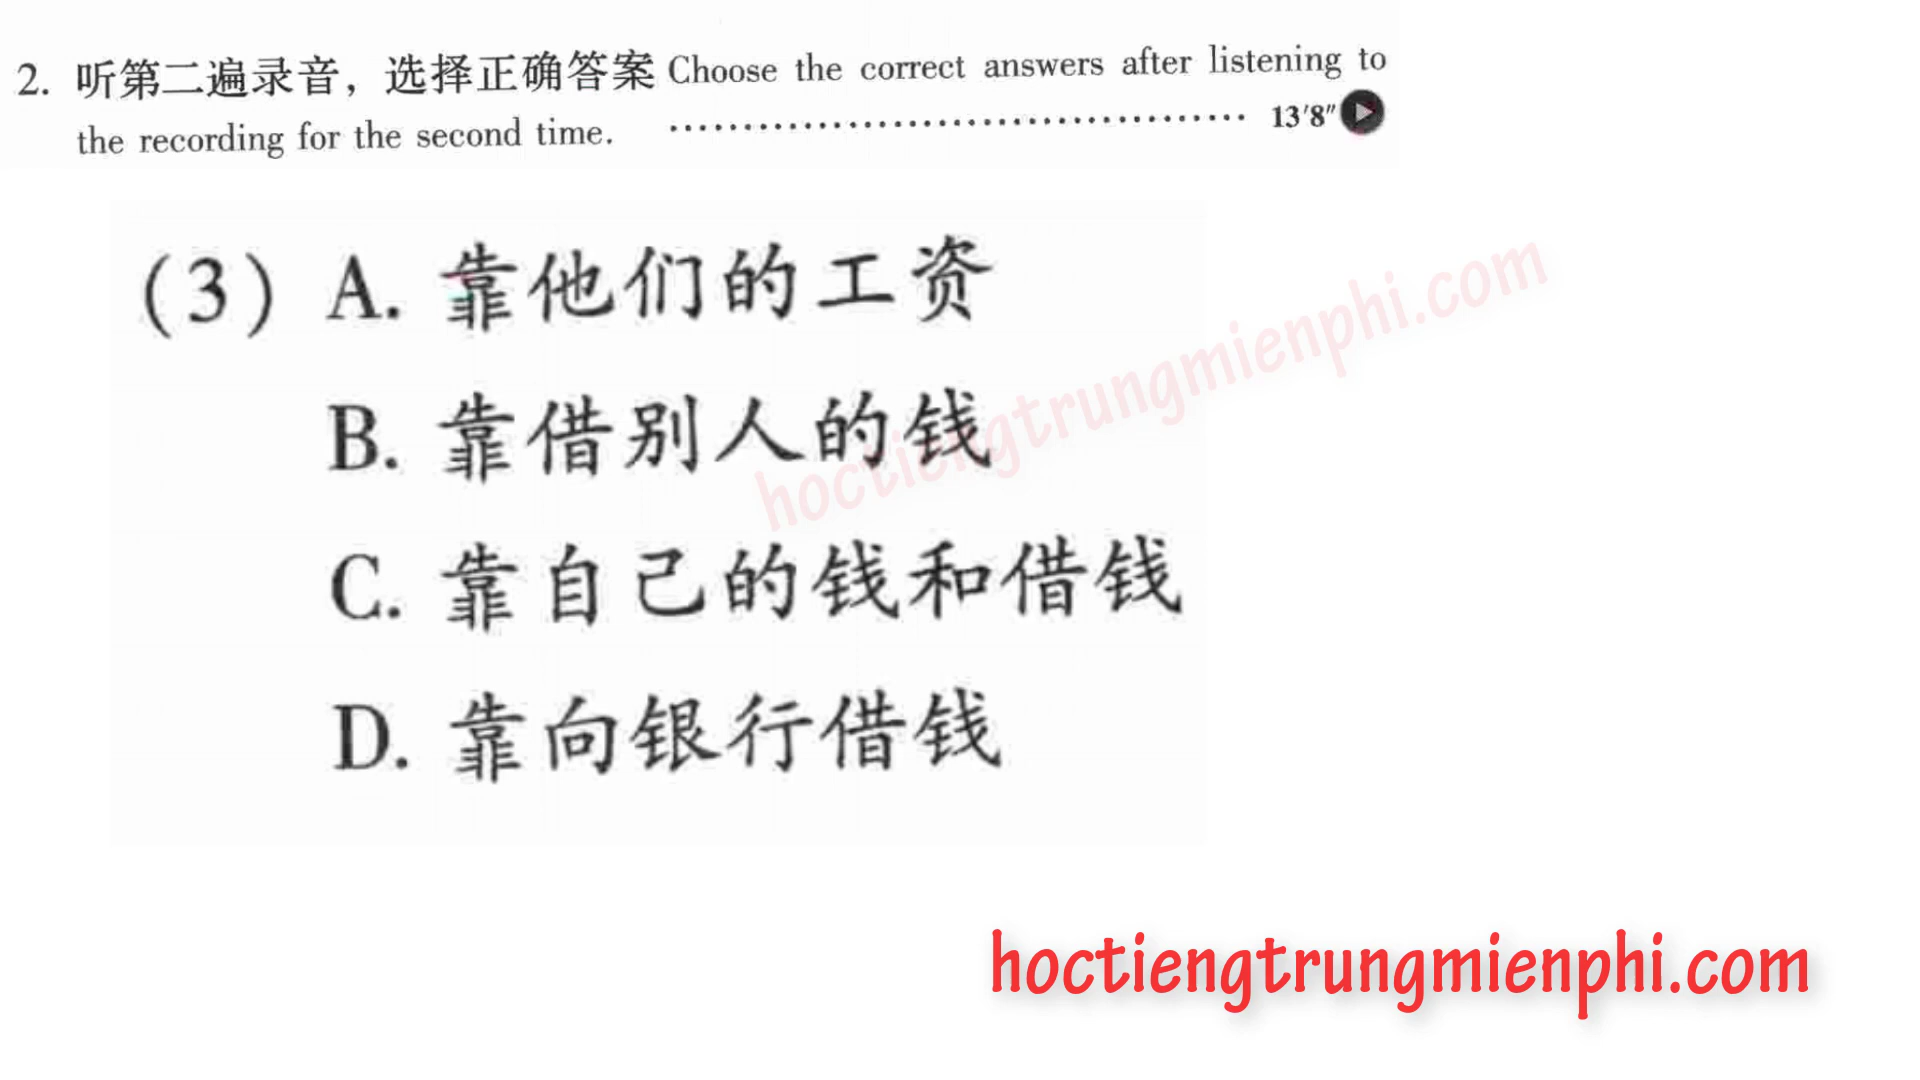 2. 听第二遍录音，选择正确答案 Choose the correct answers after listening to
the recording for the second time. ······································ 13′8″
(3) A. 靠他们的工资
B. 靠借别人的钱
C. 靠自己的钱和借钱
D. 靠向银行借钱
hoctiengtrungmienphi.com
hoctiengtrungmienphi.com